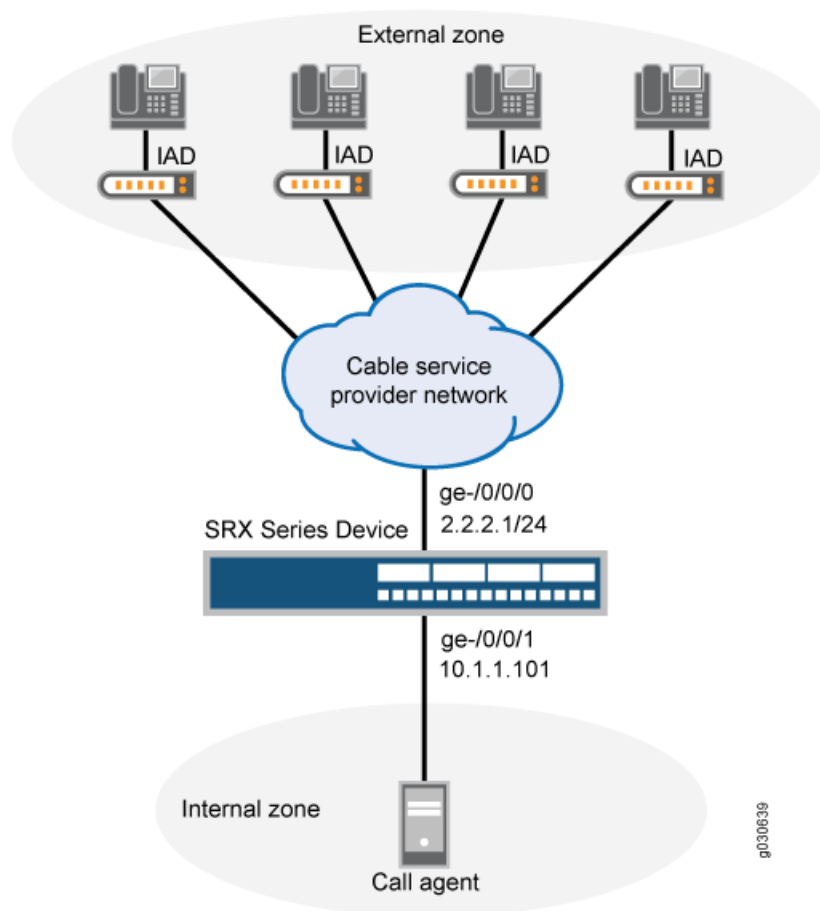 External zone
IAD
IAD
IAD
IAD
Cable service
provider network
ge-/0/0/0
2.2.2.1/24
SRX Series Device
ge-/0/0/1
10.1.1.101
Internal zone
Call agent
g030639